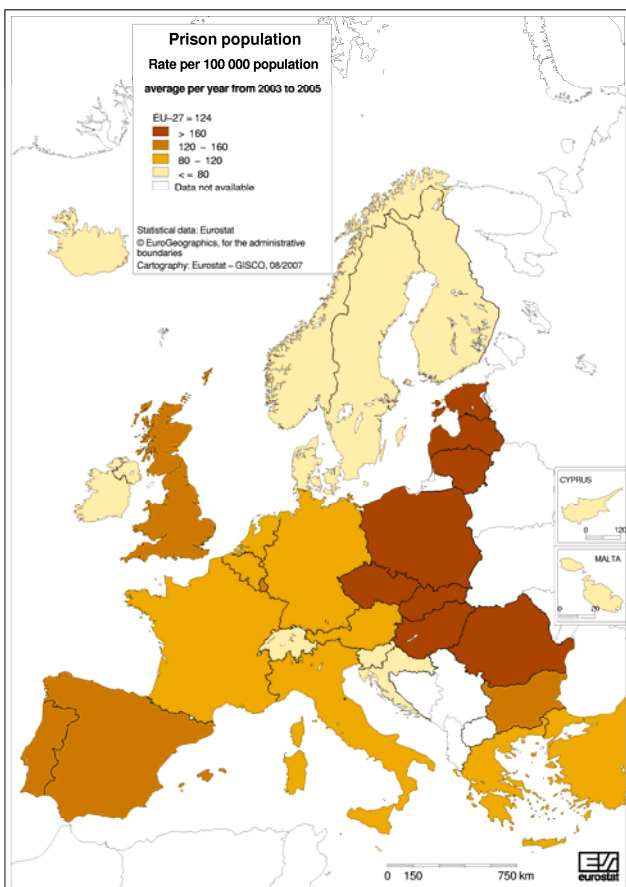 Prison population
Rate per 100 000 population
average per year from 2003 to 2005
EU-27 = 124
> 160
120 - 160
80 - 120
<= 80
Data not available
Statistical data: Eurostat
© EuroGeographics, for the administrative
boundaries
Cartography: Eurostat - GISCO, 08/2007
CYPRUS
0 120
MALTA
0 20
0 150 750 km
eurostat